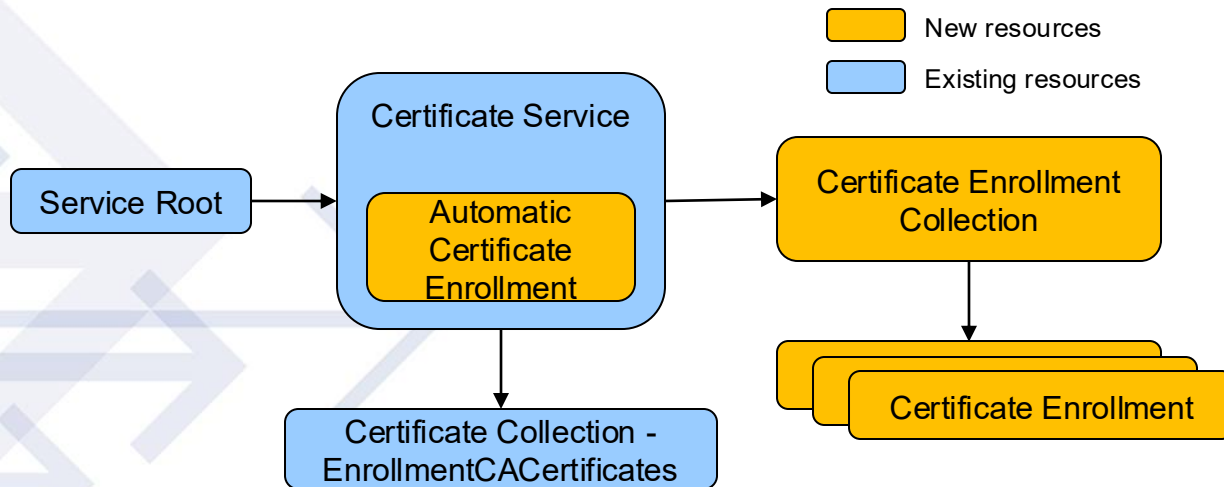 New resources
Existing resources
Certificate Service
Service Root
Automatic
Certificate
Enrollment
Certificate Enrollment
Collection
Certificate Enrollment
Certificate Collection -
EnrollmentCACertificates